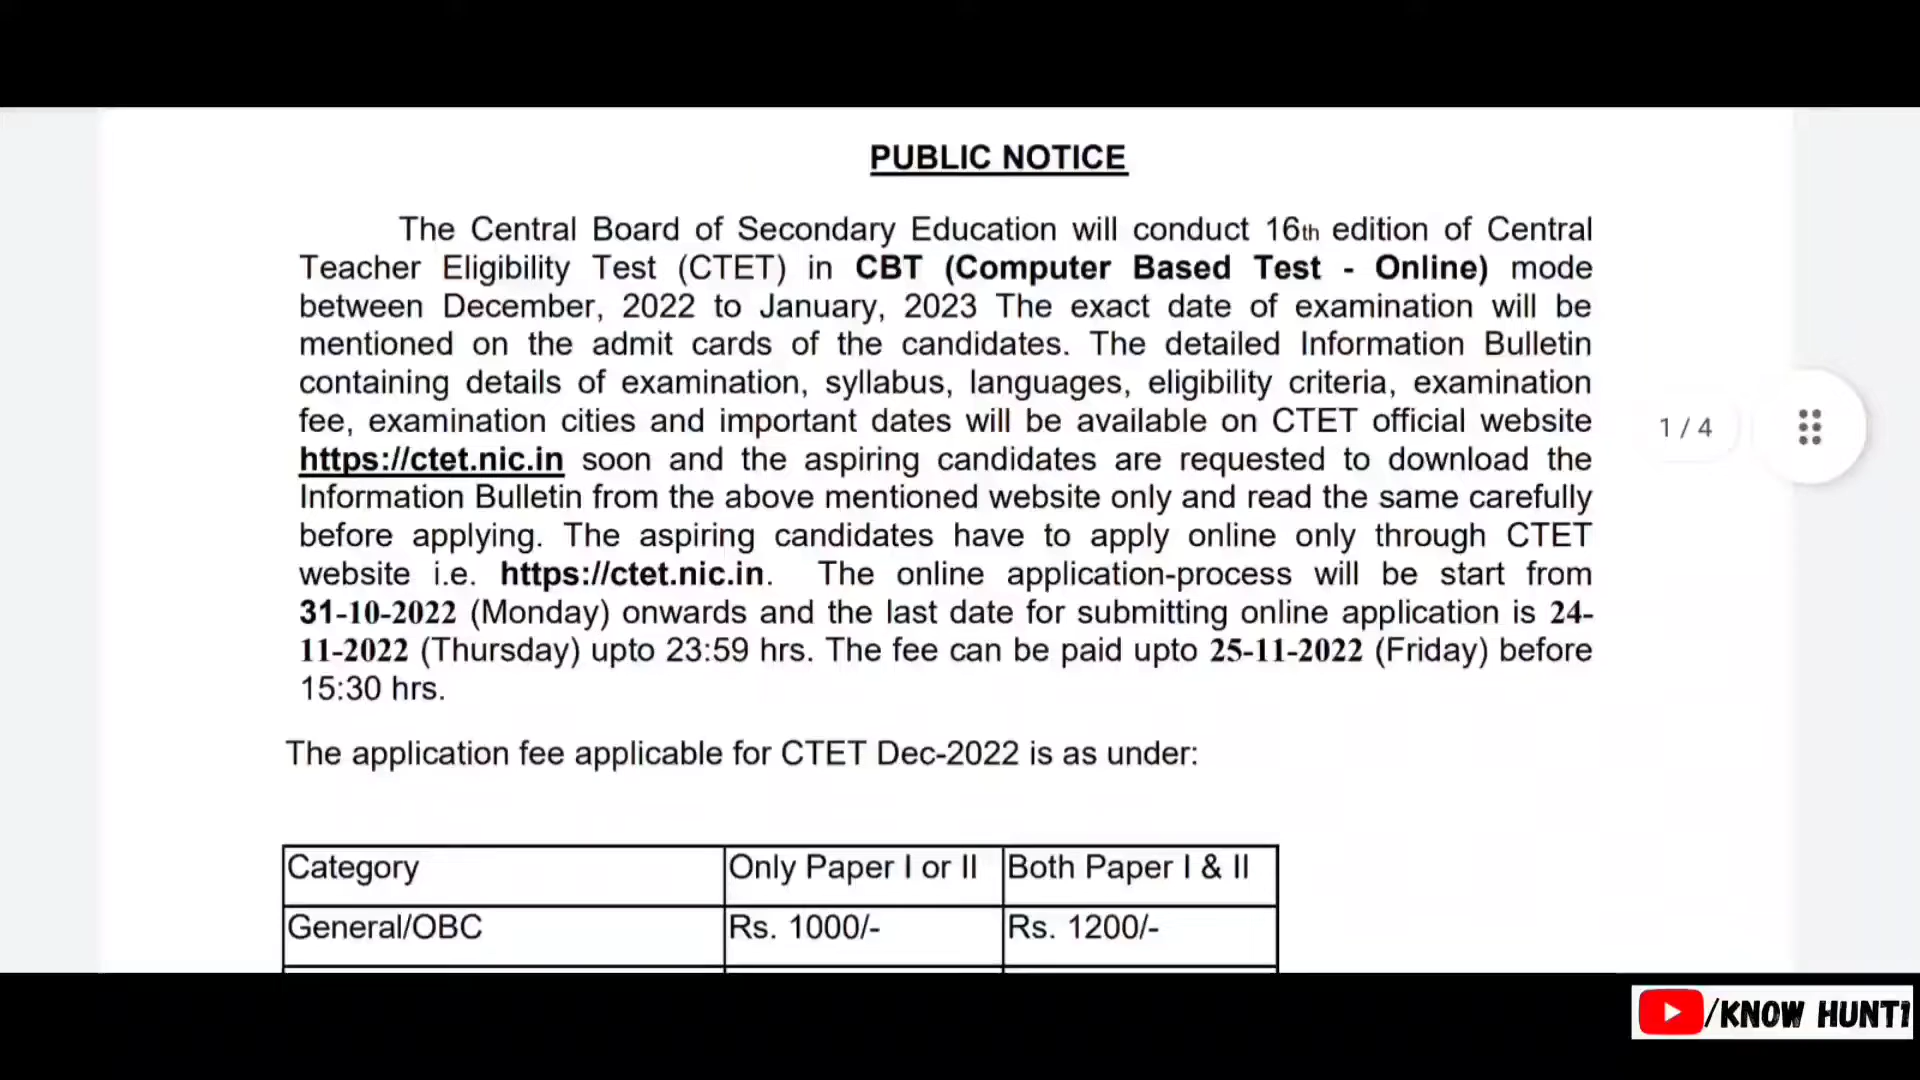 PUBLIC NOTICE
The Central Board of Secondary Education will conduct 16th edition of Central
Teacher Eligibility Test (CTET) in CBT (Computer Based Test - Online) mode
between December, 2022 to January, 2023 The exact date of examination will be
mentioned on the admit cards of the candidates. The detailed Information Bulletin
containing details of examination, syllabus, languages, eligibility criteria, examination
fee, examination cities and important dates will be available on CTET official website
https://ctet.nic.in soon and the aspiring candidates are requested to download the
Information Bulletin from the above mentioned website only and read the same carefully
before applying. The aspiring candidates have to apply online only through CTET
website i.e. https://ctet.nic.in. The online application-process will be start from
31-10-2022 (Monday) onwards and the last date for submitting online application is 24-
11-2022 (Thursday) upto 23:59 hrs. The fee can be paid upto 25-11-2022 (Friday) before
15:30 hrs.
1 / 4
The application fee applicable for CTET Dec-2022 is as under:
Category Only Paper I or II Both Paper I & II
General/OBC Rs. 1000/- Rs. 1200/-
/KNOW HUNT1